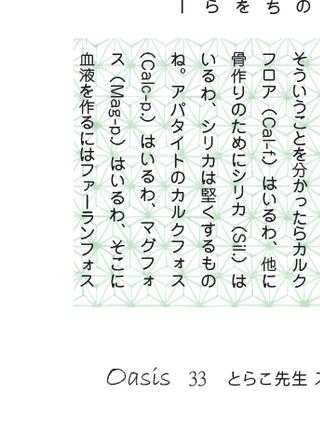 の
ち
を
ら
ー
そういうことを分かったらカルク
フロア（Cal-f.）はいるわ、他に
骨作りのためにシリカ（Sil.）は
いるわ、シリカは堅くするもの
ね。アパタイトのカルクフォス
（Calc-p.）はいるわ、マグフォ
ス（Mag-p.）はいるわ、そこに
血液を作るにはファーランフォス
Oasis 33 とらこ先生